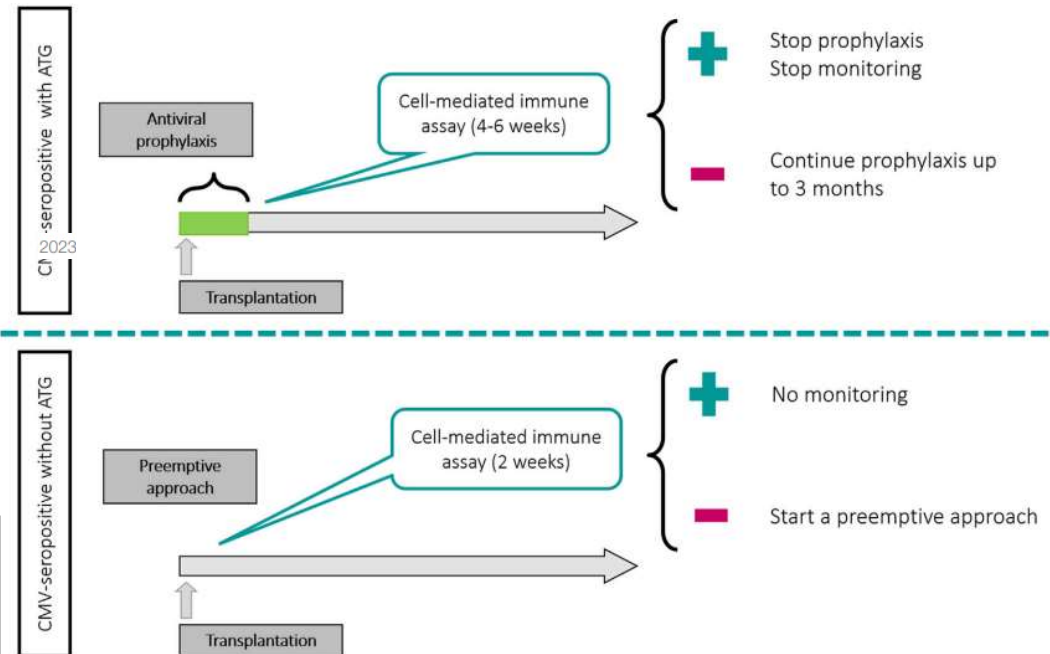 CM -seropositive with ATG
2023
Antiviral
prophylaxis
Cell-mediated immune
assay (4-6 weeks)
Transplantation
Stop prophylaxis
Stop monitoring
Continue prophylaxis up
to 3 months
CMV-seropositive without ATG
Preemptive
approach
Cell-mediated immune
assay (2 weeks)
Transplantation
No monitoring
Start a preemptive approach